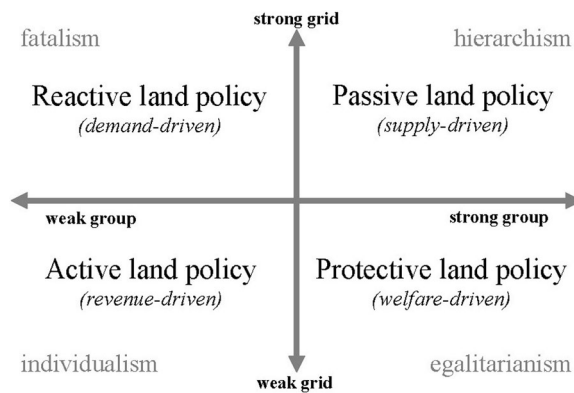 strong grid
fatalism
hierarchism
Reactive land policy
(demand-driven)
Passive land policy
(supply-driven)
weak group
strong group
Active land policy
(revenue-driven)
Protective land policy
(welfare-driven)
individualism
egalitarianism
weak grid